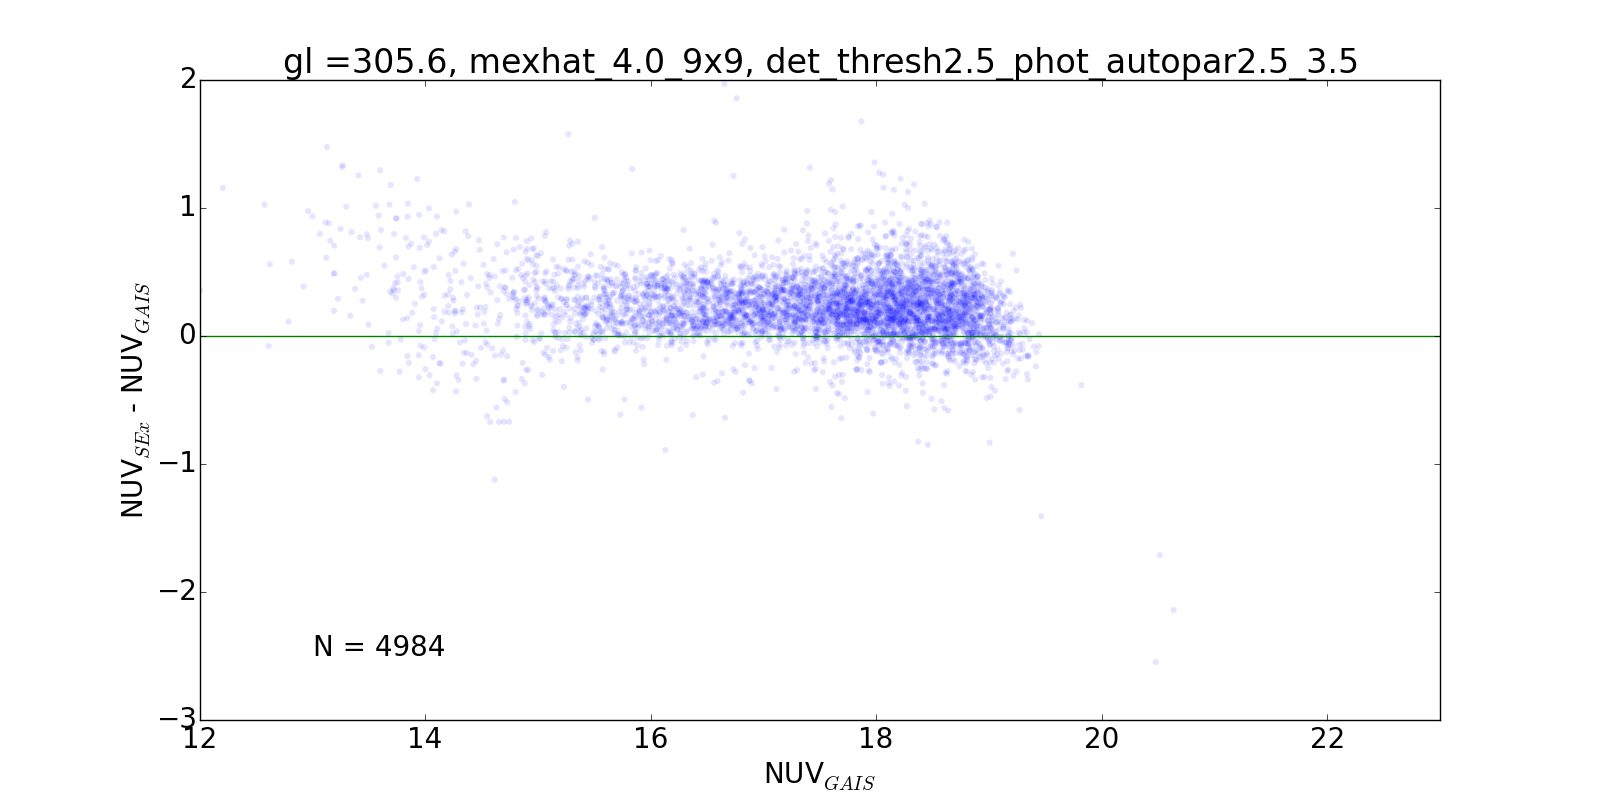 gl =305.6, mexhat_4.0_9x9, det_thresh2.5_phot_autopar2.5_3.5
2
1
0
−1
−2
−3
NUV_SEx - NUV_GAIS
N = 4984
12 14 16 18 20 22
NUV_GAIS